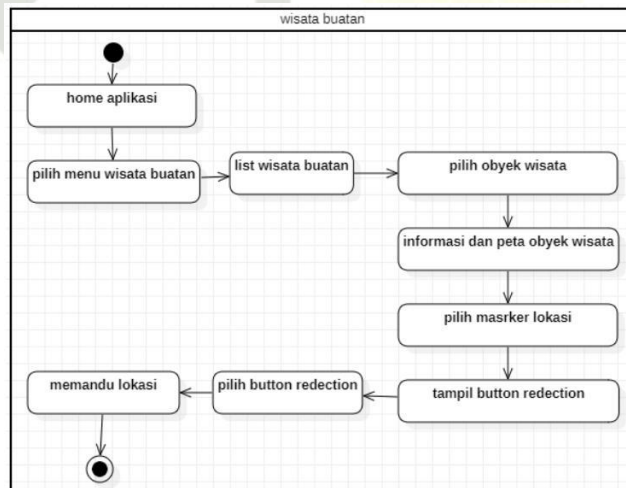 wisata buatan
home aplikasi
pilih menu wisata buatan
list wisata buatan
pilih obyek wisata
informasi dan peta obyek wisata
pilih masrker lokasi
tampil button redection
pilih button redection
memandu lokasi